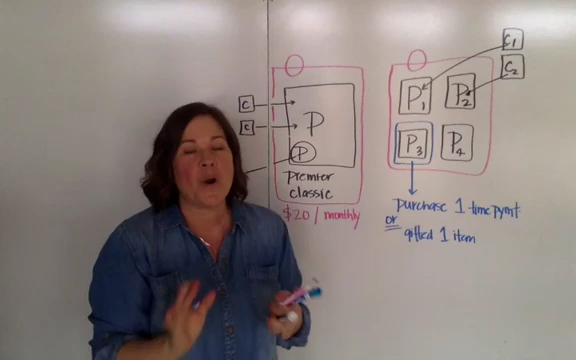 C
C
P
P
Premier
classic
$20 / monthly
C1
C2
P1
P2
P3
P4
purchase 1 time pymt
or
gifted 1 item